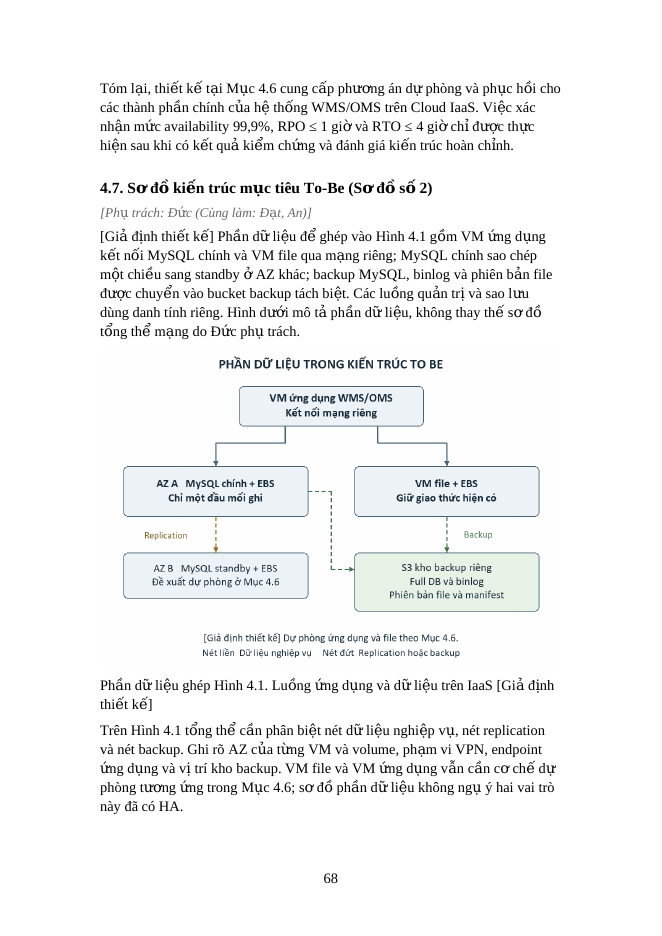 Tóm lại, thiết kế tại Mục 4.6 cung cấp phương án dự phòng và phục hồi cho
các thành phần chính của hệ thống WMS/OMS trên Cloud IaaS. Việc xác
nhận mức availability 99,9%, RPO ≤ 1 giờ và RTO ≤ 4 giờ chỉ được thực
hiện sau khi có kết quả kiểm chứng và đánh giá kiến trúc hoàn chỉnh.
4.7. Sơ đồ kiến trúc mục tiêu To-Be (Sơ đồ số 2)
[Phụ trách: Đức (Cùng làm: Đạt, An)]
[Giả định thiết kế] Phần dữ liệu để ghép vào Hình 4.1 gồm VM ứng dụng
kết nối MySQL chính và VM file qua mạng riêng; MySQL chính sao chép
một chiều sang standby ở AZ khác; backup MySQL, binlog và phiên bản file
được chuyển vào bucket backup tách biệt. Các luồng quản trị và sao lưu
dùng danh tính riêng. Hình dưới mô tả phần dữ liệu, không thay thế sơ đồ
tổng thể mạng do Đức phụ trách.
PHẦN DỮ LIỆU TRONG KIẾN TRÚC TO BE
VM ứng dụng WMS/OMS
Kết nối mạng riêng
AZ A MySQL chính + EBS
Chỉ một đầu mối ghi
VM file + EBS
Giữ giao thức hiện có
Replication
Backup
AZ B MySQL standby + EBS
Đề xuất dự phòng ở Mục 4.6
S3 kho backup riêng
Full DB và binlog
Phiên bản file và manifest
[Giả định thiết kế] Dự phòng ứng dụng và file theo Mục 4.6.
Nét liền Dữ liệu nghiệp vụ Nét đứt Replication hoặc backup
Phần dữ liệu ghép Hình 4.1. Luồng ứng dụng và dữ liệu trên IaaS [Giả định
thiết kế]
Trên Hình 4.1 tổng thể cần phân biệt nét dữ liệu nghiệp vụ, nét replication
và nét backup. Ghi rõ AZ của từng VM và volume, phạm vi VPN, endpoint
ứng dụng và vị trí kho backup. VM file và VM ứng dụng vẫn cần cơ chế dự
phòng tương ứng trong Mục 4.6; sơ đồ phần dữ liệu không ngụ ý hai vai trò
này đã có HA.
68